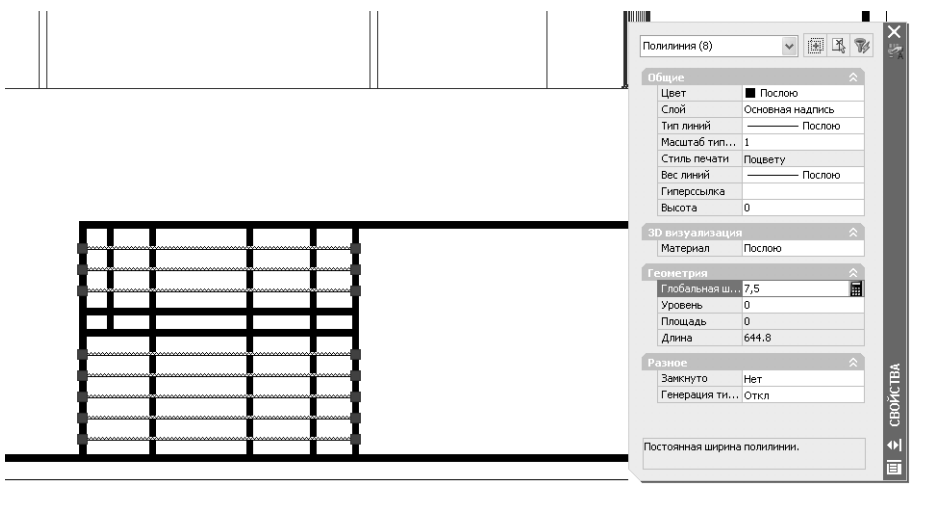 Полилиния (8)
Общие
Цвет Послою
Слой Основная надпись
Тип линий Послою
Масштаб тип... 1
Стиль печати Поцвету
Вес линий Послою
Гиперссылка
Высота 0
3D визуализация
Материал Послою
Геометрия
Глобальная ш... 7,5
Уровень 0
Площадь 0
Длина 644.8
Разное
Замкнуто Нет
Генерация ти... Откл
Постоянная ширина полилинии.
СВОЙСТВА